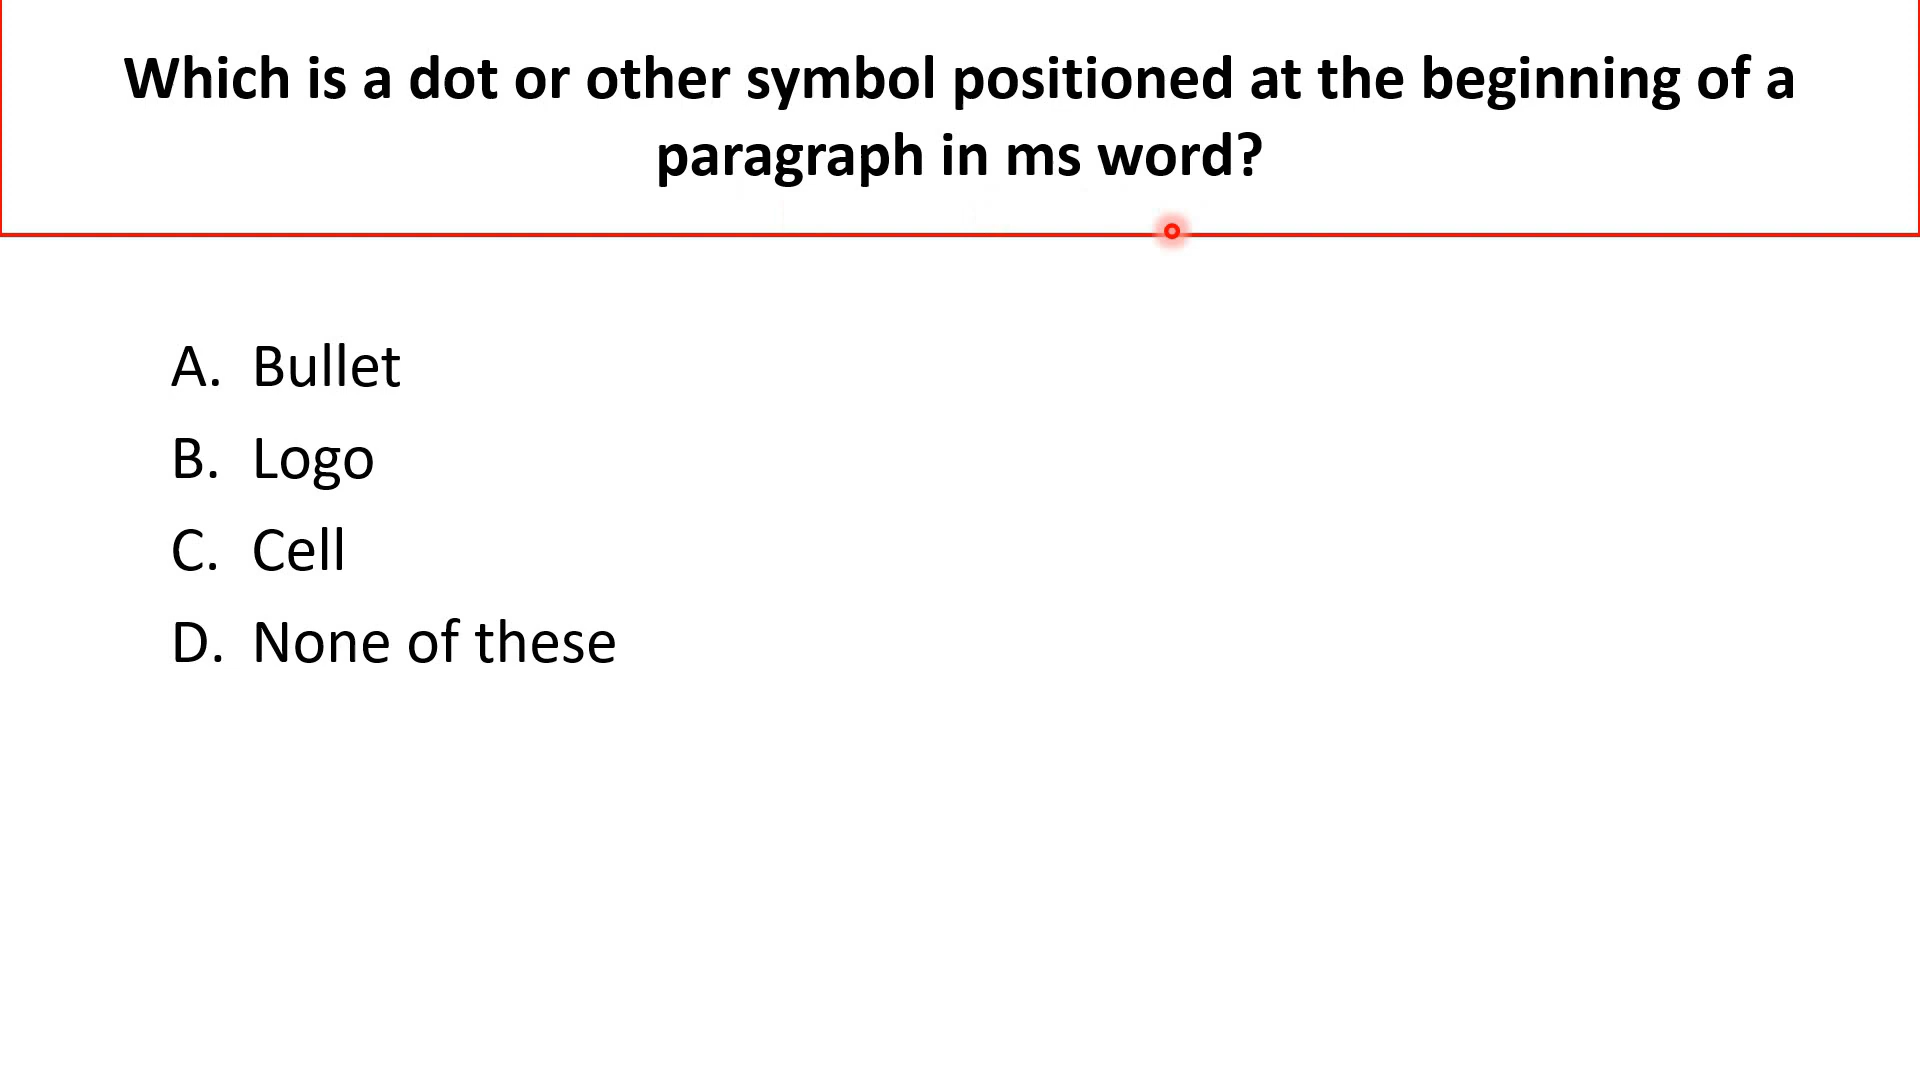 Which is a dot or other symbol positioned at the beginning of a
paragraph in ms word?
A. Bullet
B. Logo
C. Cell
D. None of these